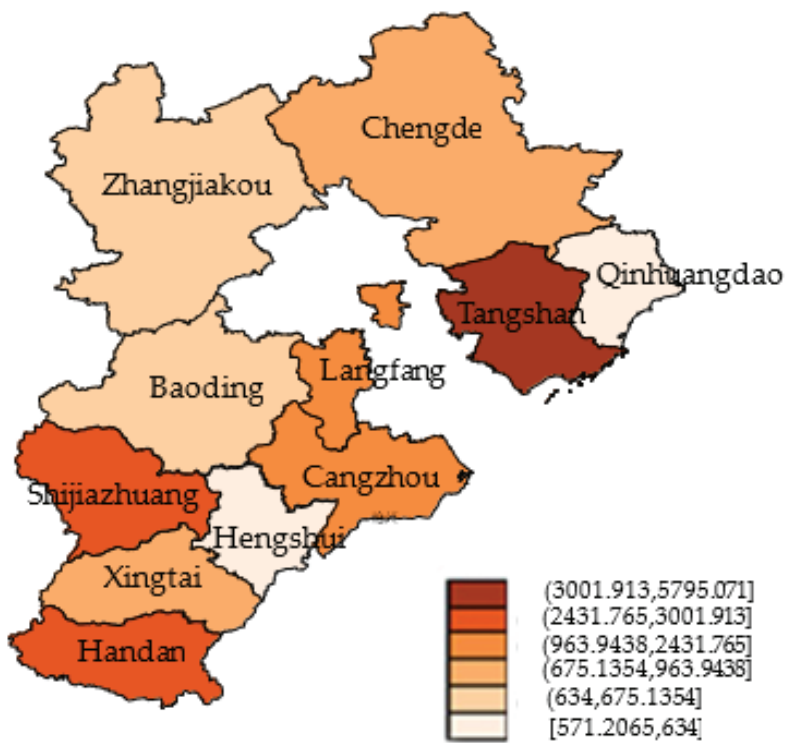 Chengde
Zhangjiakou
Qinhuangdao
Tangshan
Langfang
Baoding
Cangzhou
Shijiazhuang
Hengshui
Xingtai
Handan
(3001.913,5795.071]
(2431.765,3001.913]
(963.9438,2431.765]
(675.1354,963.9438]
(634,675.1354]
[571.2065,634]